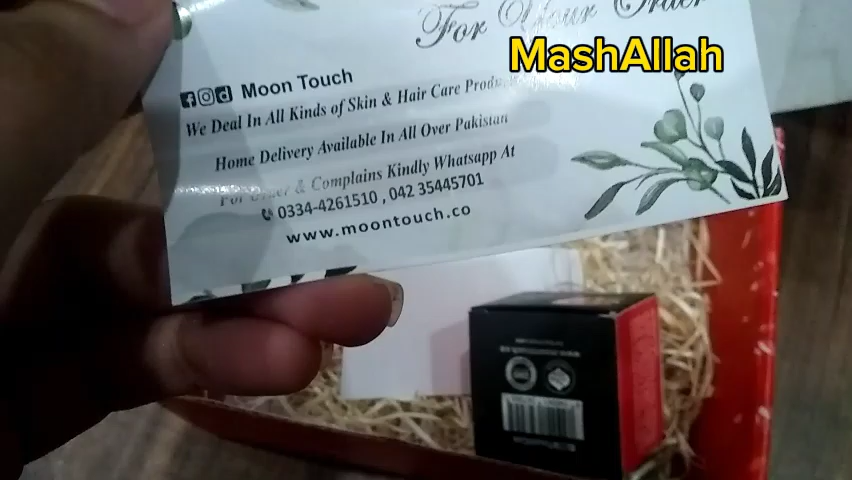 For Your Order
MashAllah
Moon Touch
We Deal In All Kinds of Skin & Hair Care
Home Delivery Available In All Over Pakistan
For Order & Complains Kindly Whatsapp At
0334-4261510 , 042 35445701
www.moontouch.co